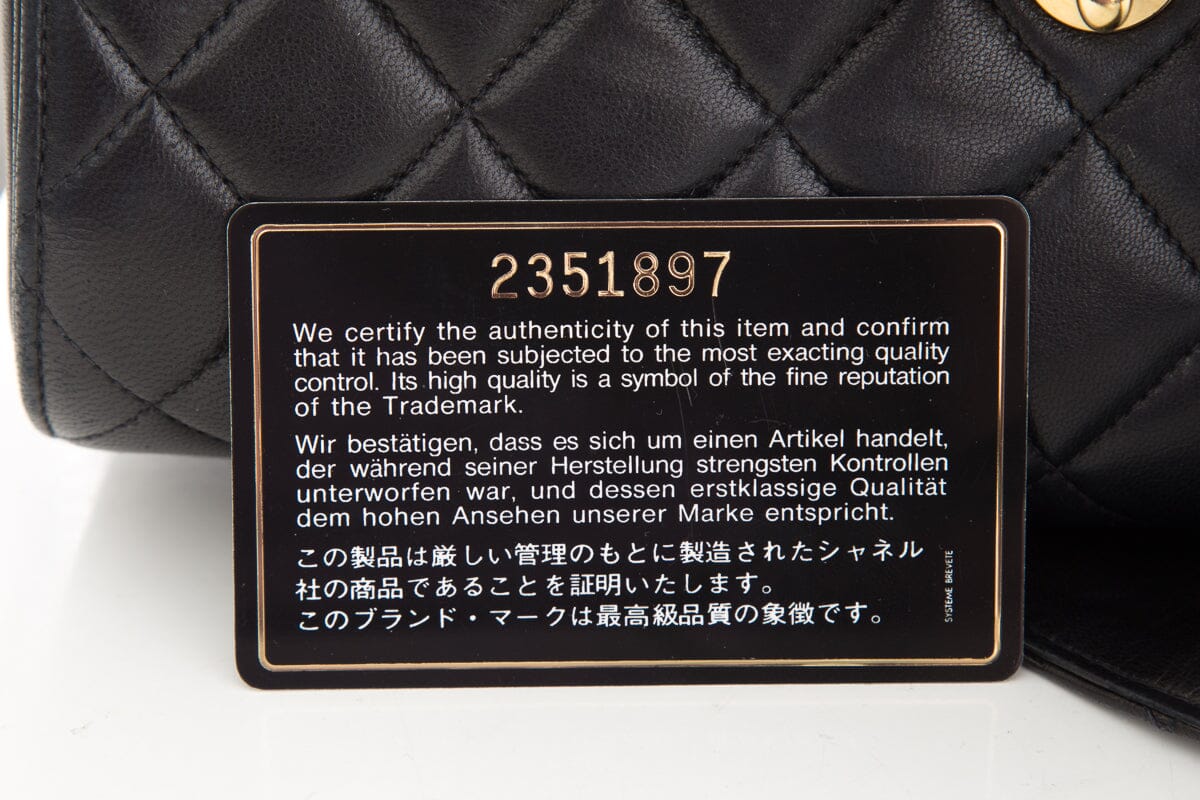 2351897
We certify the authenticity of this item and confirm
that it has been subjected to the most exacting quality
control. Its high quality is a symbol of the fine reputation
of the Trademark.
Wir bestätigen, dass es sich um einen Artikel handelt,
der während seiner Herstellung strengsten Kontrollen
unterworfen war, und dessen erstklassige Qualität
dem hohen Ansehen unserer Marke entspricht.
この製品は厳しい管理のもとに製造されたシャネル
社の商品であることを証明いたします。
このブランド・マークは最高級品質の象徴です。
SYSTEME BREVETE